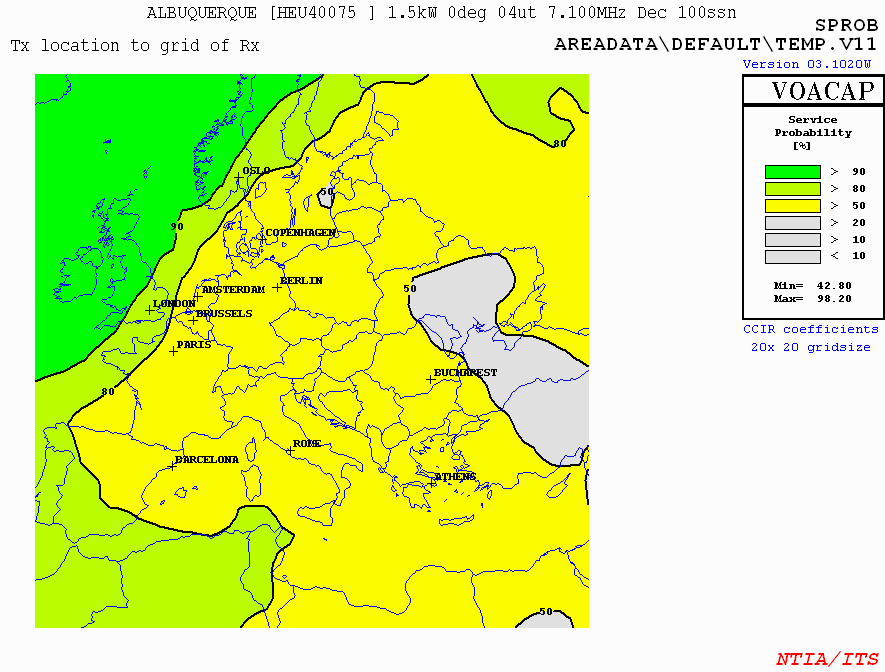 ALBUQUERQUE [HEU40075 ] 1.5kW 0deg 04ut 7.100MHz Dec 100ssn
SPROB
Tx location to grid of Rx
AREADATA\DEFAULT\TEMP.V11
Version 03.1020W
VOACAP
Service
Probability
[%]
> 90
> 80
> 50
> 20
> 10
< 10
Min= 42.80
Max= 98.20
CCIR coefficients
20x 20 gridsize
80
OSLO
50
90
COPENHAGEN
BERLIN
50
AMSTERDAM
LONDON
BRUSSELS
PARIS
BUCHAREST
80
ROME
BARCELONA
ATHENS
50
NTIA/ITS